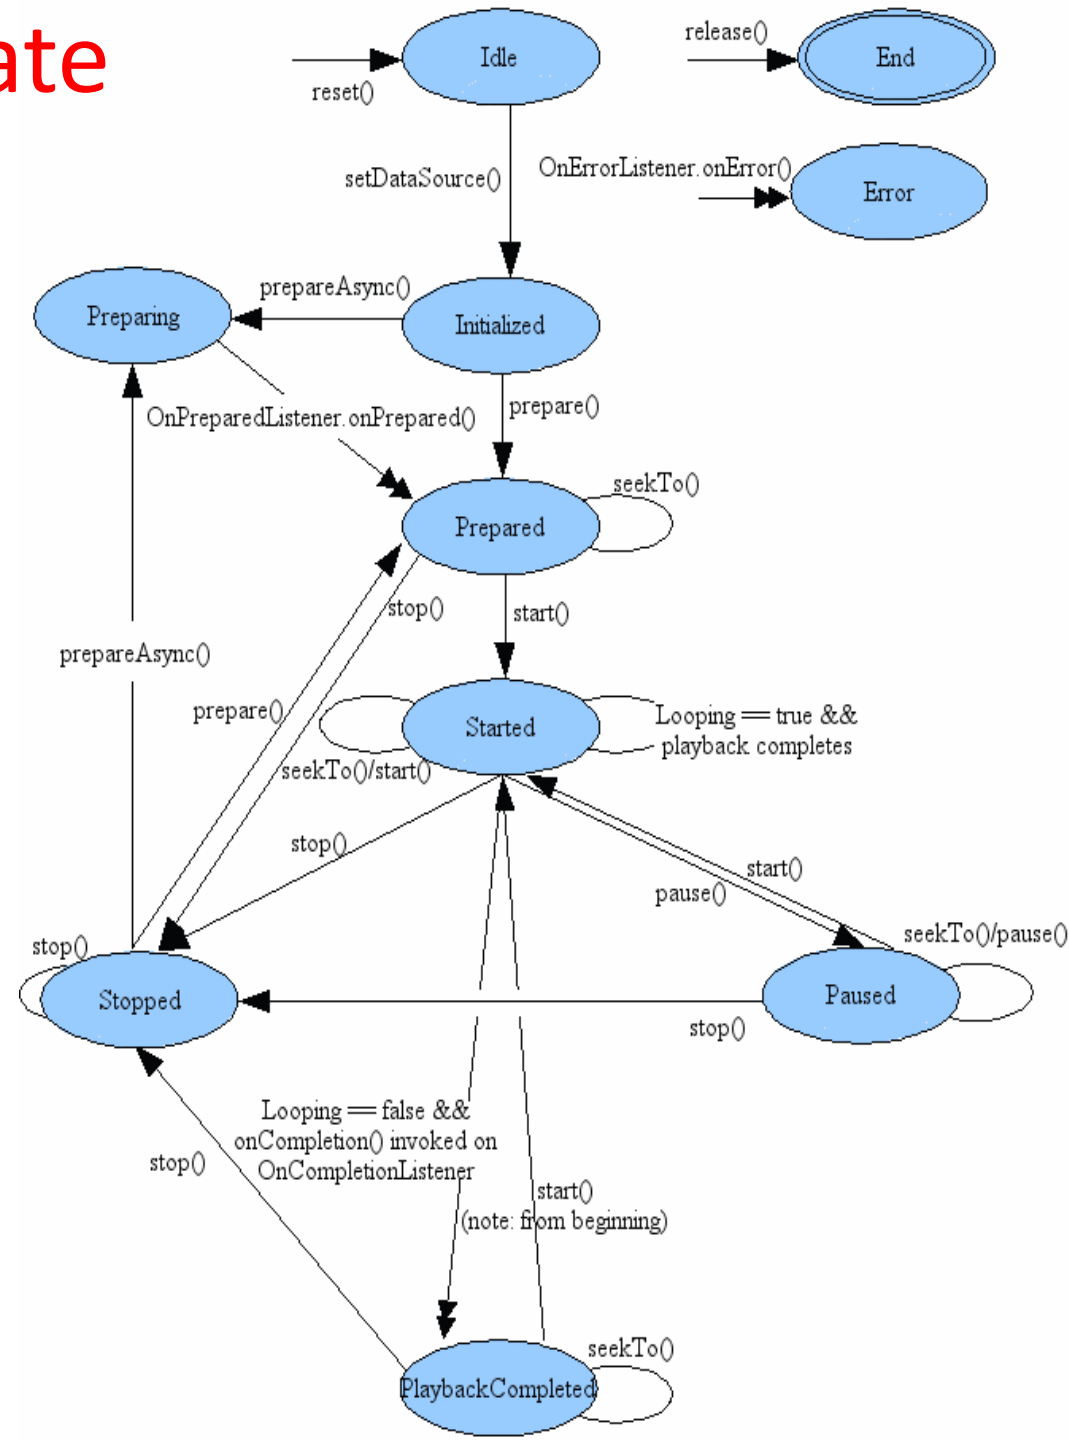 ate
Idle
reset()
release()
End
setDataSource()
OnErrorListener.onError()
Error
prepareAsync()
Preparing
Initialized
OnPreparedListener.onPrepared()
prepare()
seekTo()
Prepared
stop()
start()
prepareAsync()
prepare()
Started
Looping == true &&
playback completes
seekTo()/start()
stop()
start()
pause()
stop()
seekTo()/pause()
Stopped
Paused
stop()
Looping == false &&
onCompletion() invoked on
OnCompletionListener
stop()
start()
(note: from beginning)
seekTo()
PlaybackCompleted